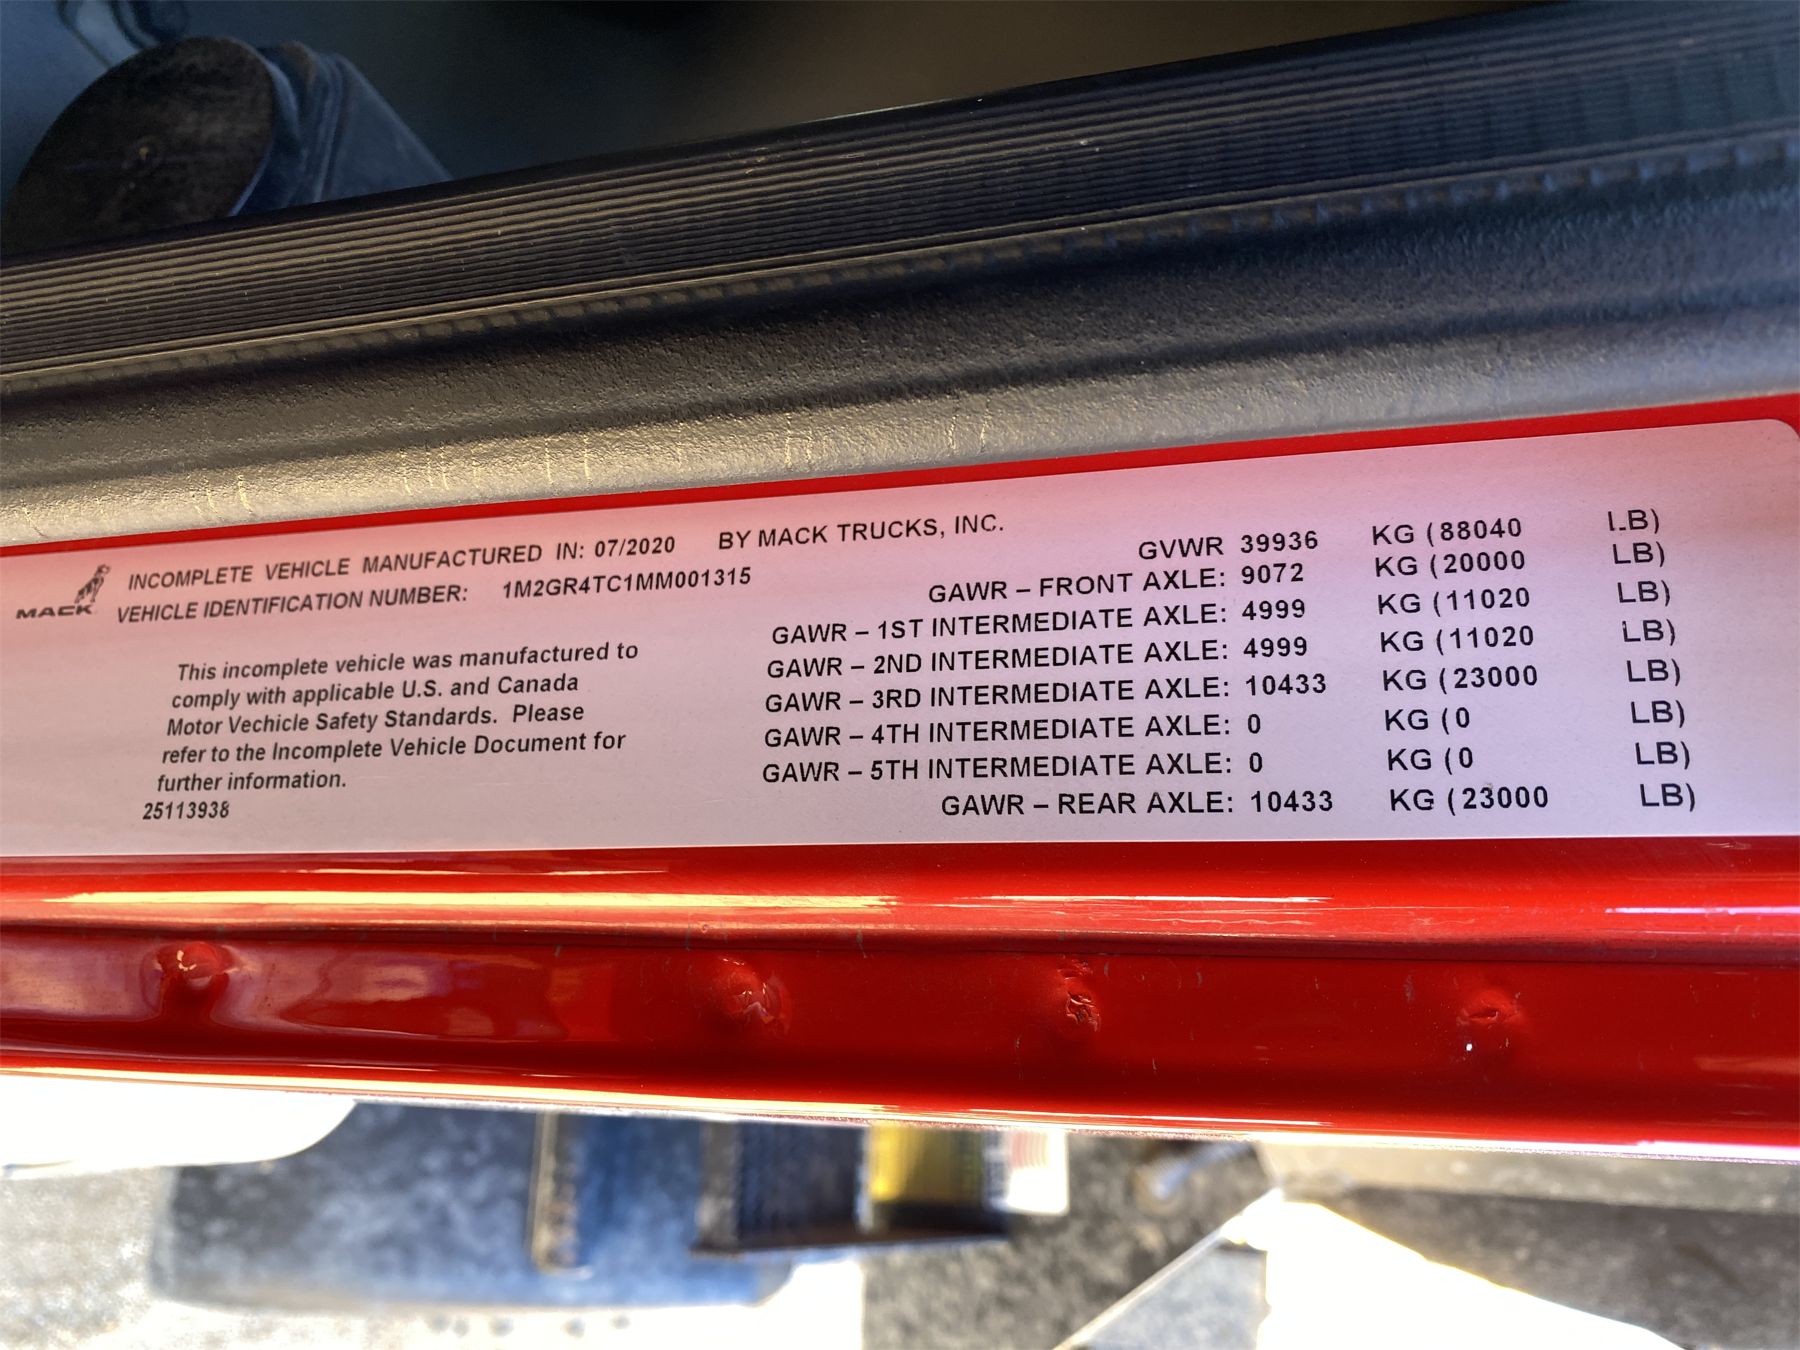 MACK
INCOMPLETE VEHICLE MANUFACTURED IN: 07/2020 BY MACK TRUCKS, INC.
VEHICLE IDENTIFICATION NUMBER: 1M2GR4TC1MM001315
This incomplete vehicle was manufactured to
comply with applicable U.S. and Canada
Motor Vechicle Safety Standards. Please
refer to the Incomplete Vehicle Document for
further information.
25113938
GVWR 39936 KG (88040 LB)
GAWR – FRONT AXLE: 9072 KG (20000 LB)
GAWR – 1ST INTERMEDIATE AXLE: 4999 KG (11020 LB)
GAWR – 2ND INTERMEDIATE AXLE: 4999 KG (11020 LB)
GAWR – 3RD INTERMEDIATE AXLE: 10433 KG (23000 LB)
GAWR – 4TH INTERMEDIATE AXLE: 0 KG (0 LB)
GAWR – 5TH INTERMEDIATE AXLE: 0 KG (0 LB)
GAWR – REAR AXLE: 10433 KG (23000 LB)